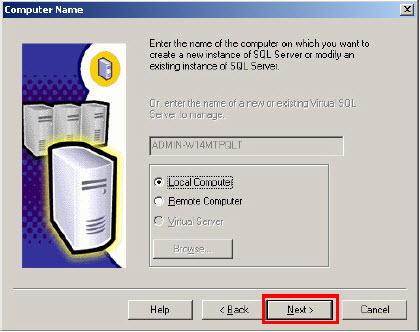 Computer Name
Enter the name of the computer on which you want to
create a new instance of SQL Server or modify an
existing instance of SQL Server.
Or, enter the name of a new or existing Virtual SQL
Server to manage.
ADMIN-W14MTPQLT
Local Computer
Remote Computer
Virtual Server
Browse...
Help
< Back
Next >
Cancel